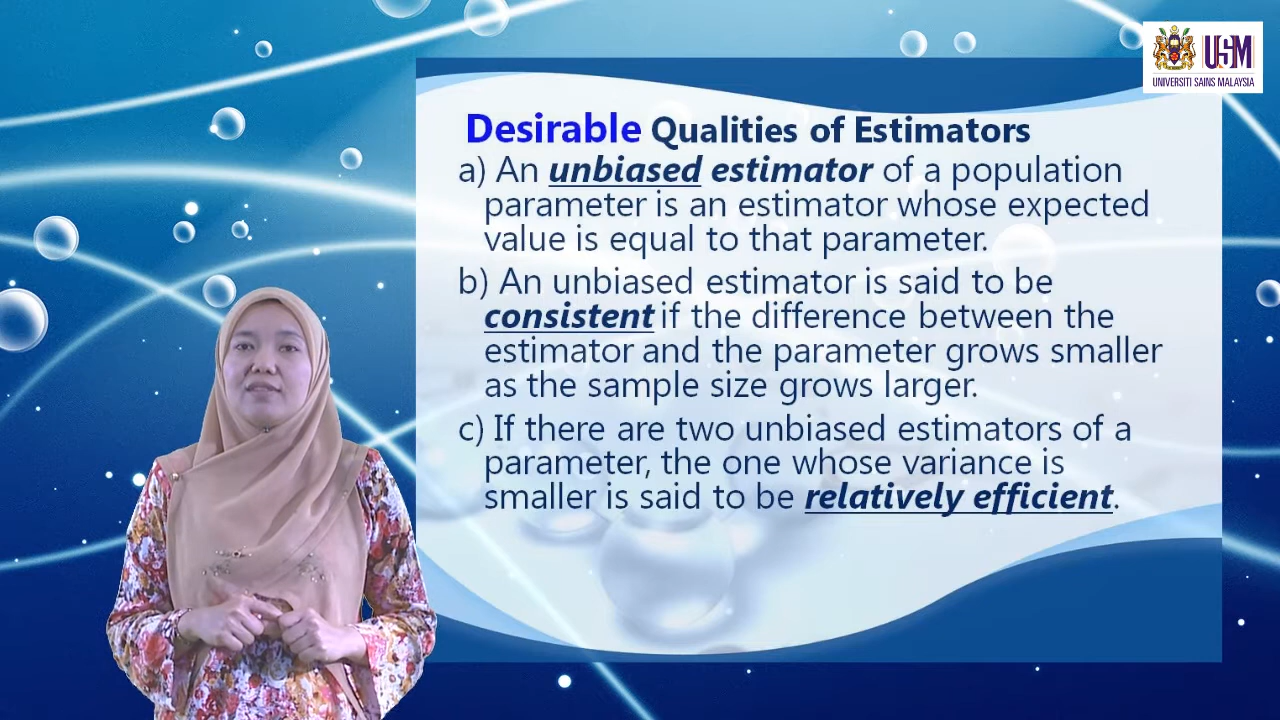 USM
UNIVERSITI SAINS MALAYSIA
Desirable Qualities of Estimators
a) An unbiased estimator of a population
parameter is an estimator whose expected
value is equal to that parameter.
b) An unbiased estimator is said to be
consistent if the difference between the
estimator and the parameter grows smaller
as the sample size grows larger.
c) If there are two unbiased estimators of a
parameter, the one whose variance is
smaller is said to be relatively efficient.